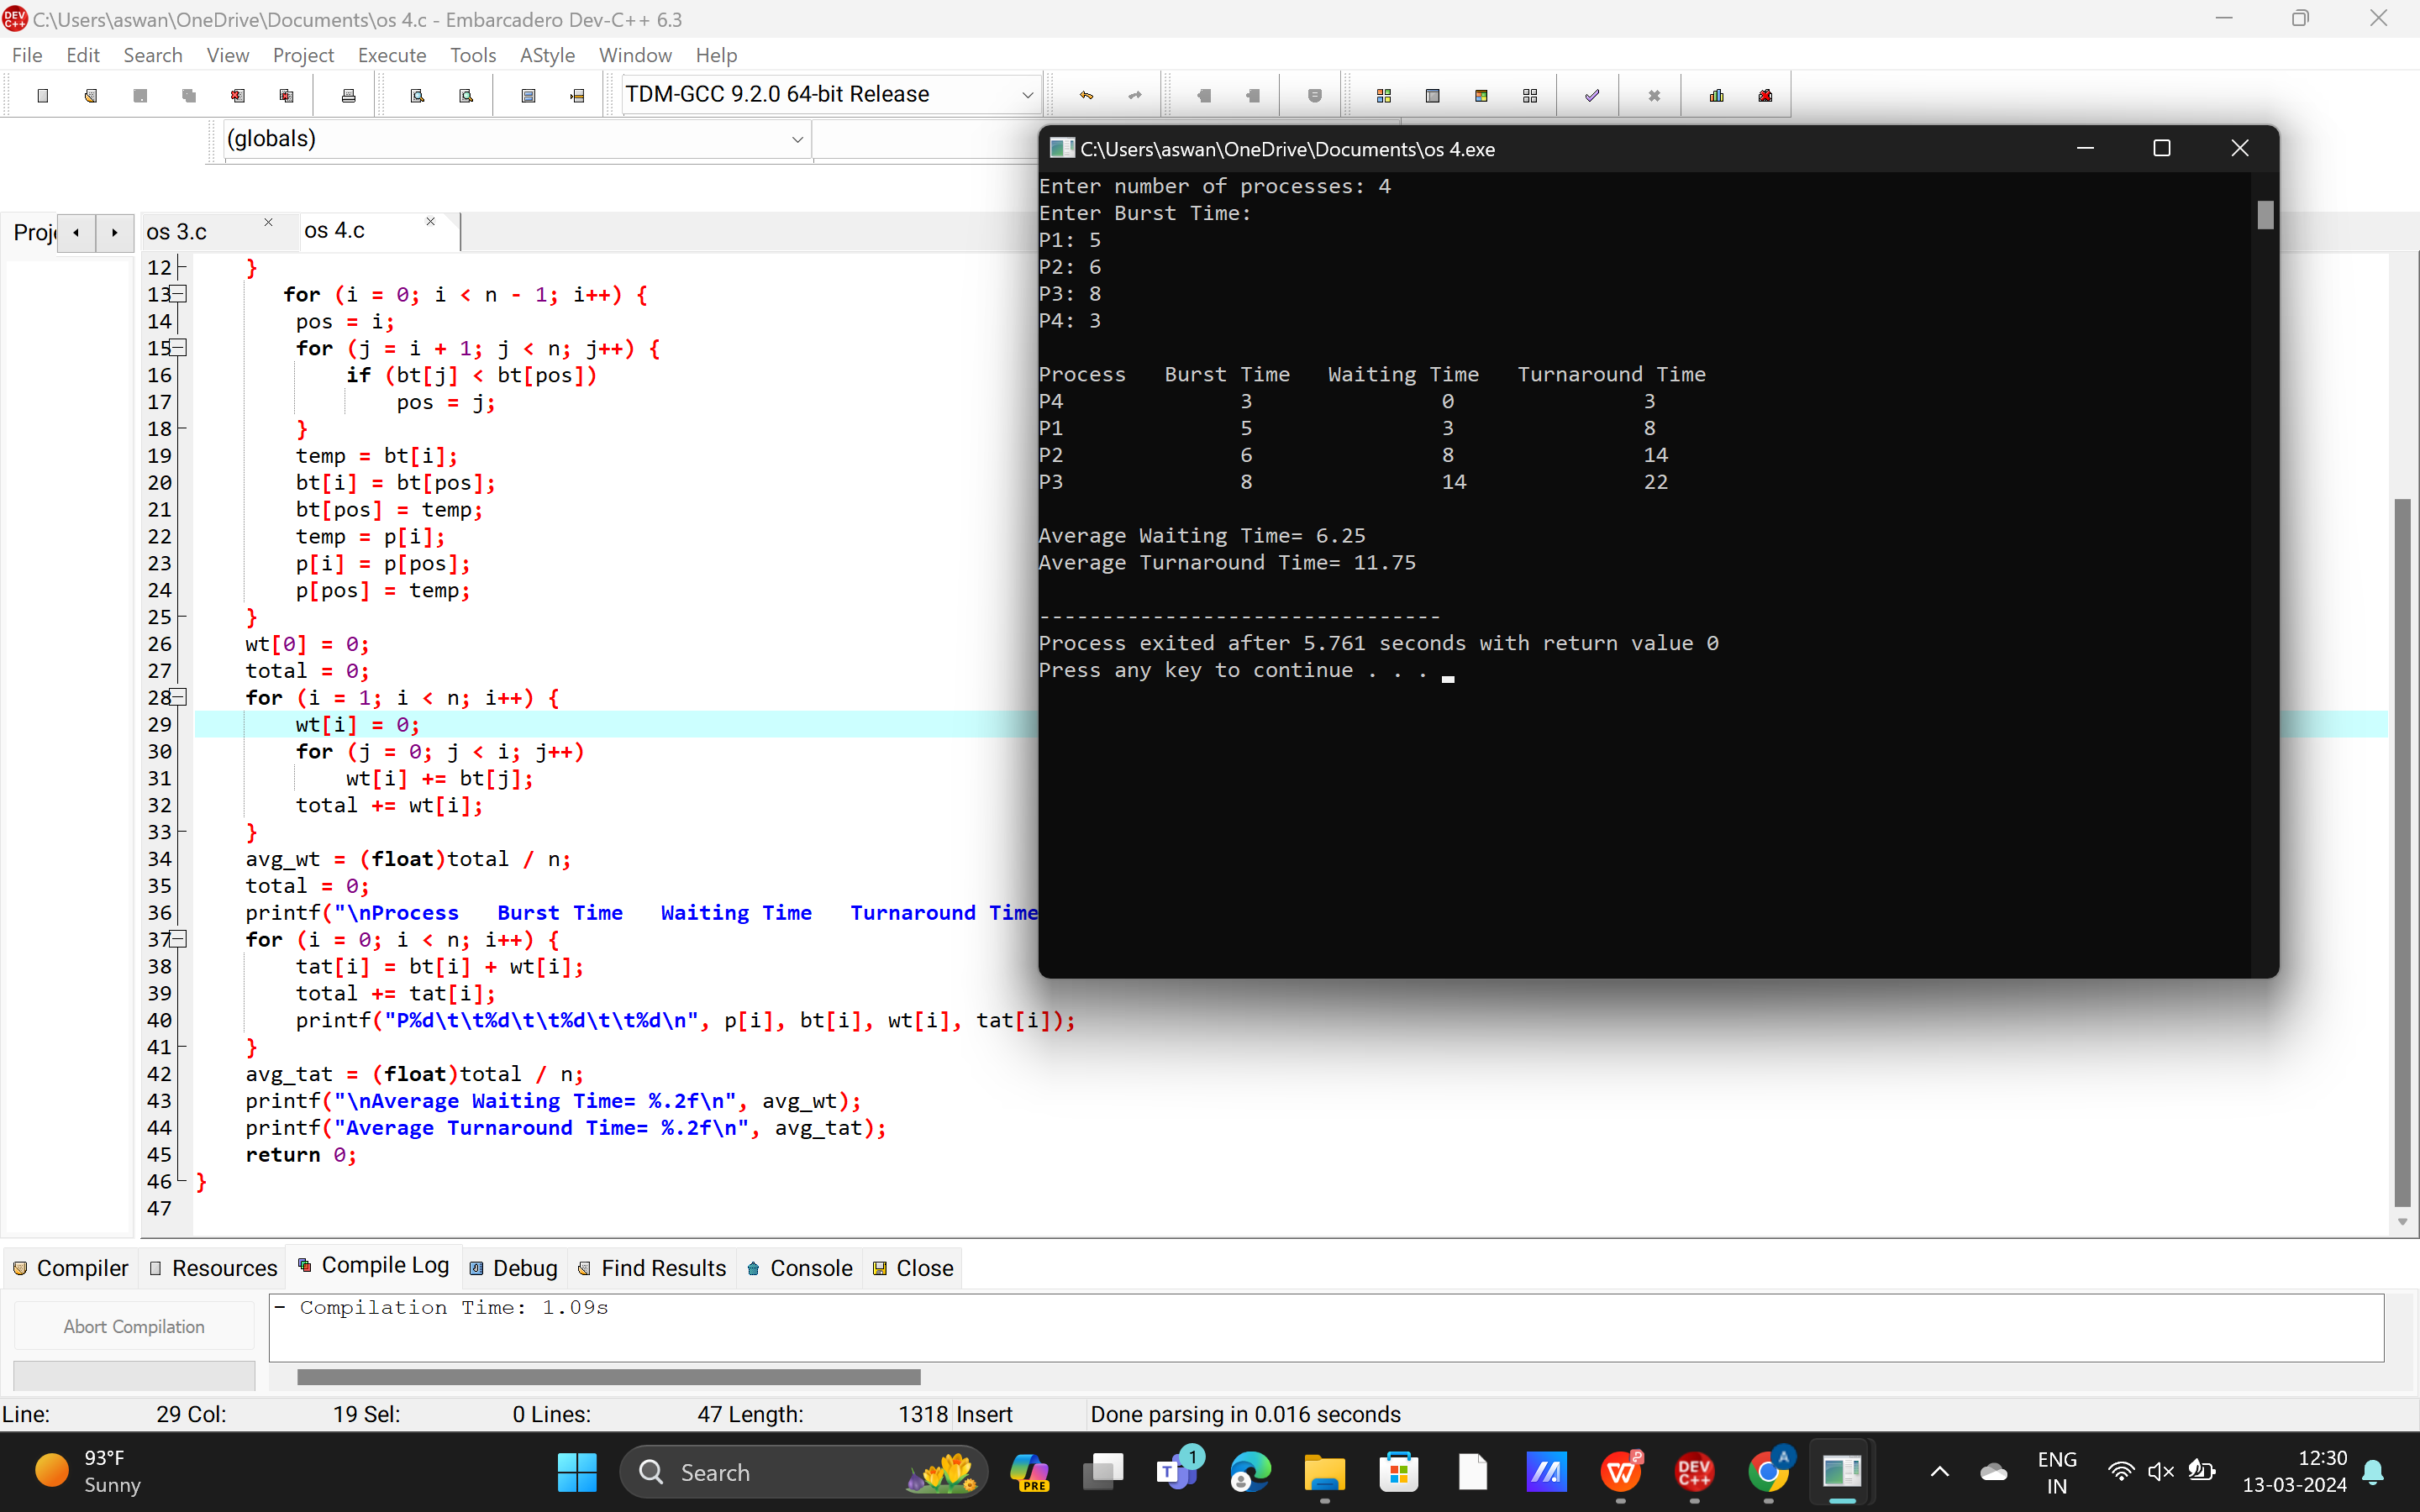 C:\Users\aswan\OneDrive\Documents\os 4.c - Embarcadero Dev-C++ 6.3
File Edit Search View Project Execute Tools AStyle Window Help
TDM-GCC 9.2.0 64-bit Release
(globals)
Proj os 3.c os 4.c
12 }
13 for (i = 0; i < n - 1; i++) {
14 pos = i;
15 for (j = i + 1; j < n; j++) {
16 if (bt[j] < bt[pos])
17 pos = j;
18 }
19 temp = bt[i];
20 bt[i] = bt[pos];
21 bt[pos] = temp;
22 temp = p[i];
23 p[i] = p[pos];
24 p[pos] = temp;
25 }
26 wt[0] = 0;
27 total = 0;
28 for (i = 1; i < n; i++) {
29 wt[i] = 0;
30 for (j = 0; j < i; j++)
31 wt[i] += bt[j];
32 total += wt[i];
33 }
34 avg_wt = (float)total / n;
35 total = 0;
36 printf("\nProcess   Burst Time   Waiting Time   Turnaround Time
37 for (i = 0; i < n; i++) {
38 tat[i] = bt[i] + wt[i];
39 total += tat[i];
40 printf("P%d\t\t%d\t\t%d\t\t%d\n", p[i], bt[i], wt[i], tat[i]);
41 }
42 avg_tat = (float)total / n;
43 printf("\nAverage Waiting Time= %.2f\n", avg_wt);
44 printf("Average Turnaround Time= %.2f\n", avg_tat);
45 return 0;
46 }
47
C:\Users\aswan\OneDrive\Documents\os 4.exe
Enter number of processes: 4
Enter Burst Time:
P1: 5
P2: 6
P3: 8
P4: 3
Process   Burst Time   Waiting Time   Turnaround Time
P4 3 0 3
P1 5 3 8
P2 6 8 14
P3 8 14 22
Average Waiting Time= 6.25
Average Turnaround Time= 11.75
--------------------------------
Process exited after 5.761 seconds with return value 0
Press any key to continue . . .
Compiler Resources Compile Log Debug Find Results Console Close
Abort Compilation
- Compilation Time: 1.09s
Line: 29 Col: 19 Sel: 0 Lines: 47 Length: 1318 Insert Done parsing in 0.016 seconds
93°F
Sunny
Search
PRE
1
T
W
DEV
C++
A
ENG
IN
12:30
13-03-2024